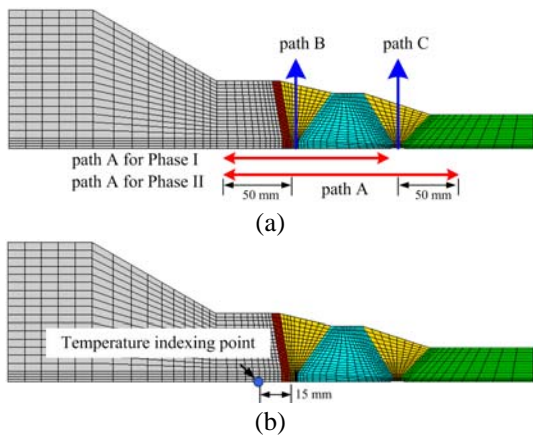 path B
path C
path A for Phase I
path A for Phase II
50 mm
path A
50 mm
(a)
Temperature indexing point
15 mm
(b)